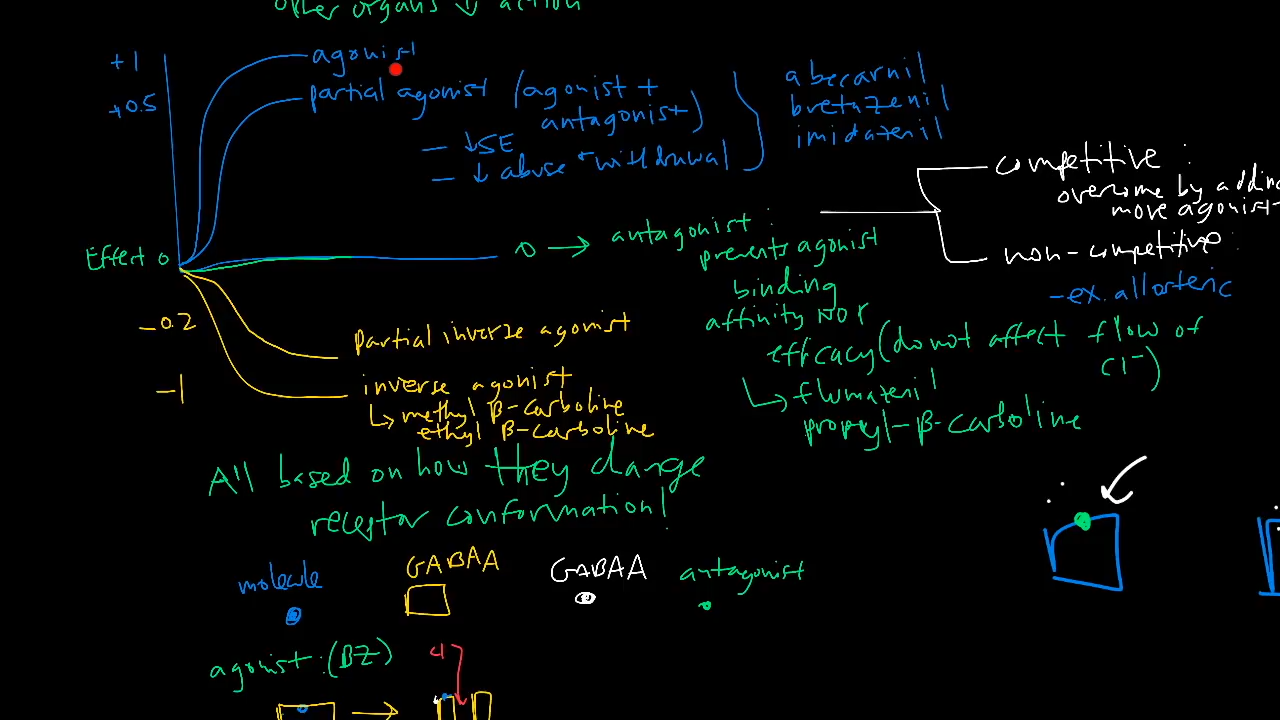 other organs ↓ action
+1
agonist
+0.5
partial agonist (agonist +
antagonist)
- ↓SE
- ↓ abuse + withdrawal
abecarnil
bretazenil
imidazenil
competitive :
overcome by adding
more agonist
non-competitive :
-ex. allosteric
Effect 0
0 → antagonist :
prevents agonist
binding
affinity NOT
efficacy (do not affect flow of
Cl⁻)
↳ flumazenil
propyl-β-carboline
-0.2
partial inverse agonist
-1
inverse agonist
↳ methyl β-carboline
ethyl β-carboline
All based on how they change
receptor conformation!
molecule
GABAA
GABAA
antagonist
agonist : (BZ)